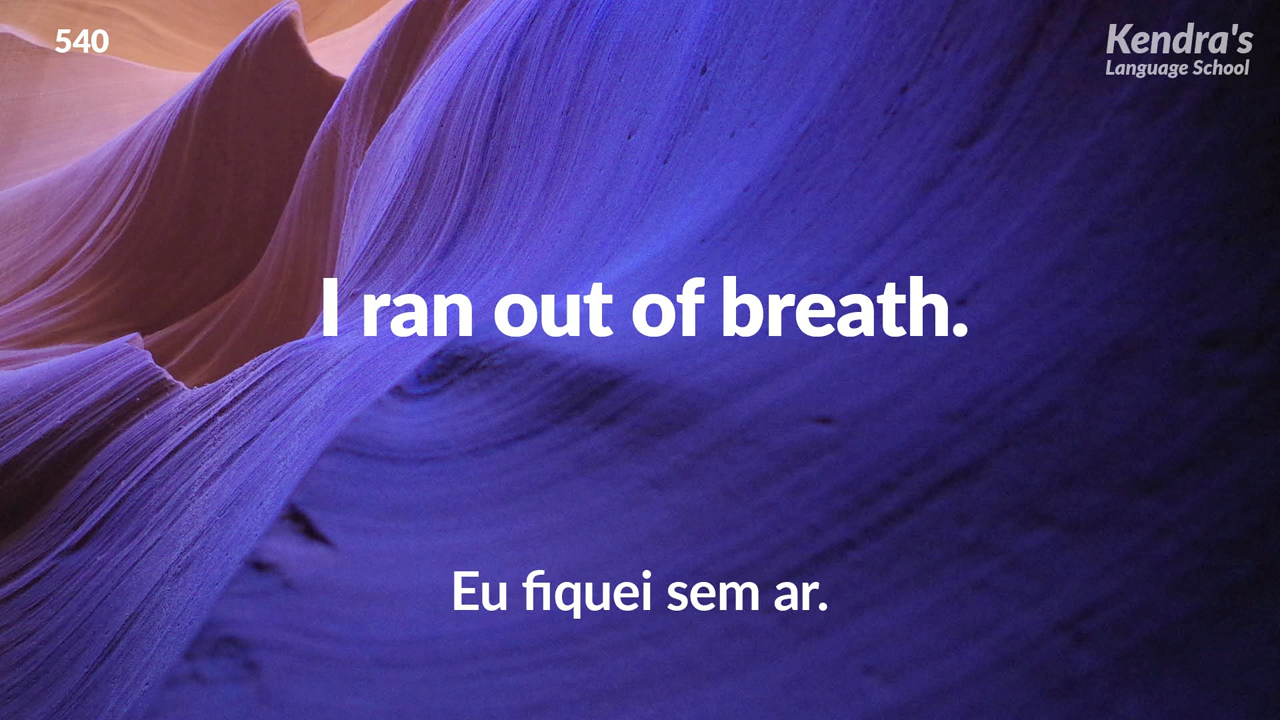 540
Kendra's
Language School
I ran out of breath.
Eu fiquei sem ar.